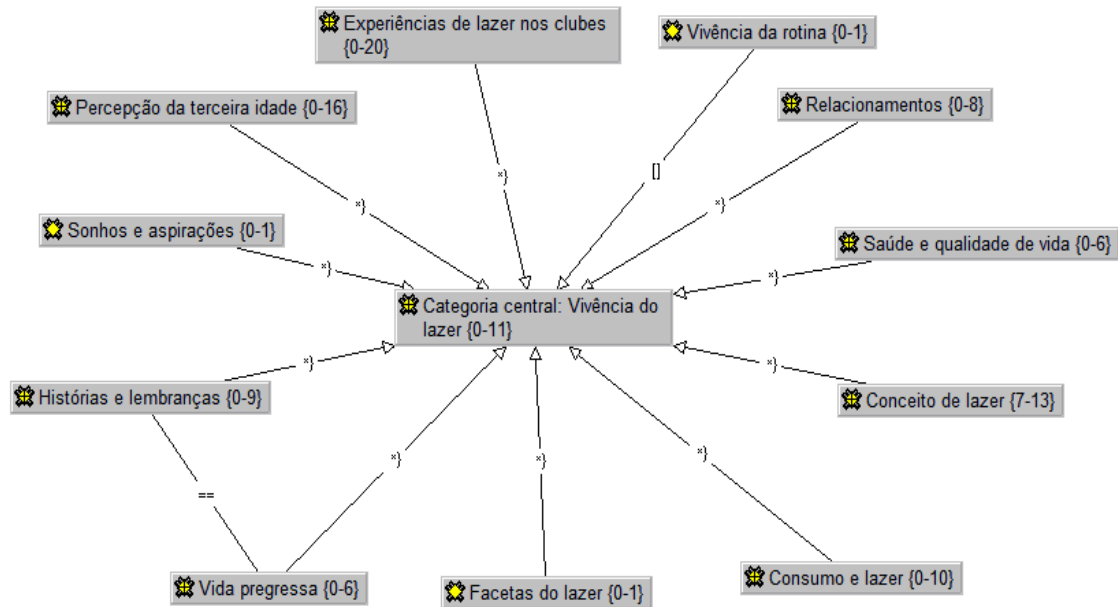 Experiências de lazer nos clubes
{0-20}
Vivência da rotina {0-1}
Percepção da terceira idade {0-16}
Relacionamentos {0-8}
*}
[]
*}
*}
Sonhos e aspirações {0-1}
Saúde e qualidade de vida {0-6}
*}
*}
Categoria central: Vivência do
lazer {0-11}
*}
*}
Histórias e lembranças {0-9}
Conceito de lazer {7-13}
*}
*}
*}
==
Vida pregressa {0-6}
Facetas do lazer {0-1}
Consumo e lazer {0-10}